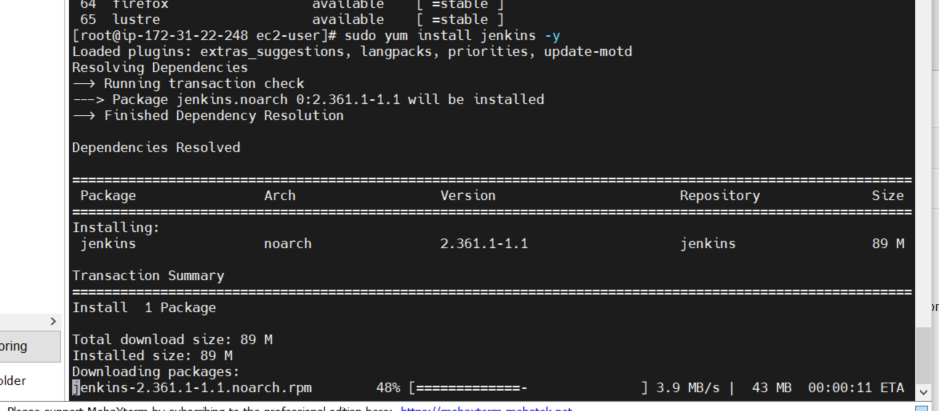 64 firefox available [ =stable ]
65 lustre available [ =stable ]
[root@ip-172-31-22-248 ec2-user]# sudo yum install jenkins -y
Loaded plugins: extras_suggestions, langpacks, priorities, update-motd
Resolving Dependencies
--> Running transaction check
---> Package jenkins.noarch 0:2.361.1-1.1 will be installed
--> Finished Dependency Resolution
Dependencies Resolved
================================================================================
Package Arch Version Repository Size
================================================================================
Installing:
jenkins noarch 2.361.1-1.1 jenkins 89 M
Transaction Summary
================================================================================
Install 1 Package
Total download size: 89 M
Installed size: 89 M
Downloading packages:
jenkins-2.361.1-1.1.noarch.rpm 48% [=============- ] 3.9 MB/s | 43 MB 00:00:11 ETA
oring
older